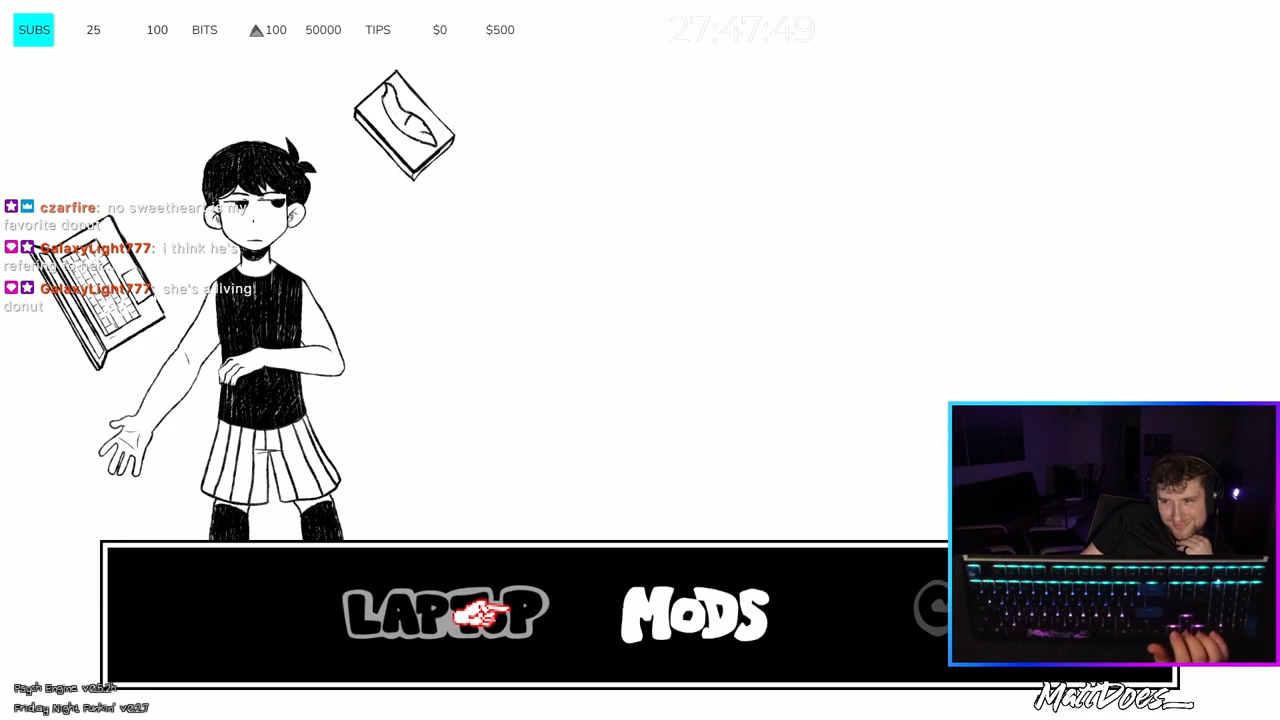 SUBS 25 100 BITS 100 50000 TIPS $0 $500
27:47:49
czarfire: no sweetheart is my
favorite donut
GalaxyLight777: i think he's
refering to her...
GalaxyLight777: she's a living
donut
LAPTOP MODS
Psych Engine v0.5.2h
Friday Night Funkin' v0.2.7
MattDoes_